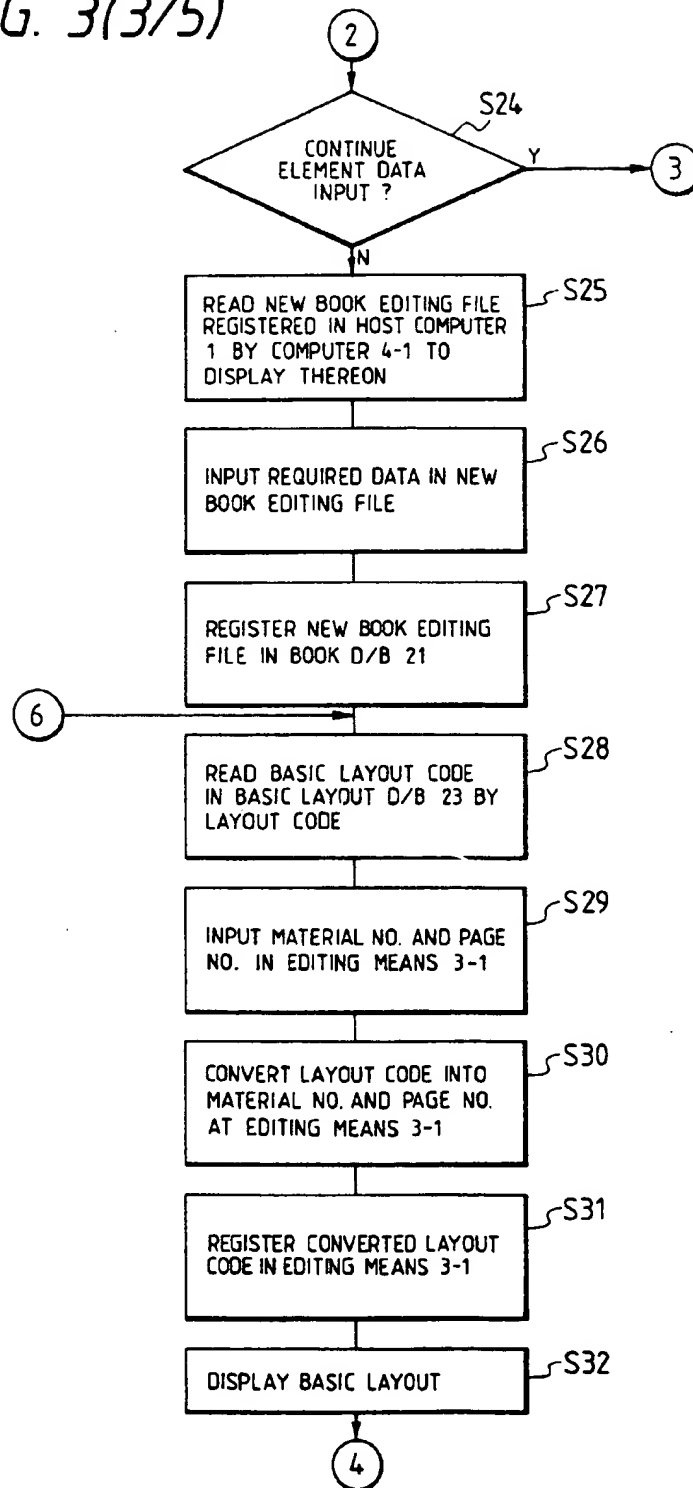 G. 3(3/5)
2
S24
CONTINUE
ELEMENT DATA
INPUT ?
Y
3
N
S25
READ NEW BOOK EDITING FILE
REGISTERED IN HOST COMPUTER
1 BY COMPUTER 4-1 TO
DISPLAY THEREON
S26
INPUT REQUIRED DATA IN NEW
BOOK EDITING FILE
S27
REGISTER NEW BOOK EDITING
FILE IN BOOK D/B 21
6
S28
READ BASIC LAYOUT CODE
IN BASIC LAYOUT D/B 23 BY
LAYOUT CODE
S29
INPUT MATERIAL NO. AND PAGE
NO. IN EDITING MEANS 3-1
S30
CONVERT LAYOUT CODE INTO
MATERIAL NO. AND PAGE NO.
AT EDITING MEANS 3-1
S31
REGISTER CONVERTED LAYOUT
CODE IN EDITING MEANS 3-1
S32
DISPLAY BASIC LAYOUT
4